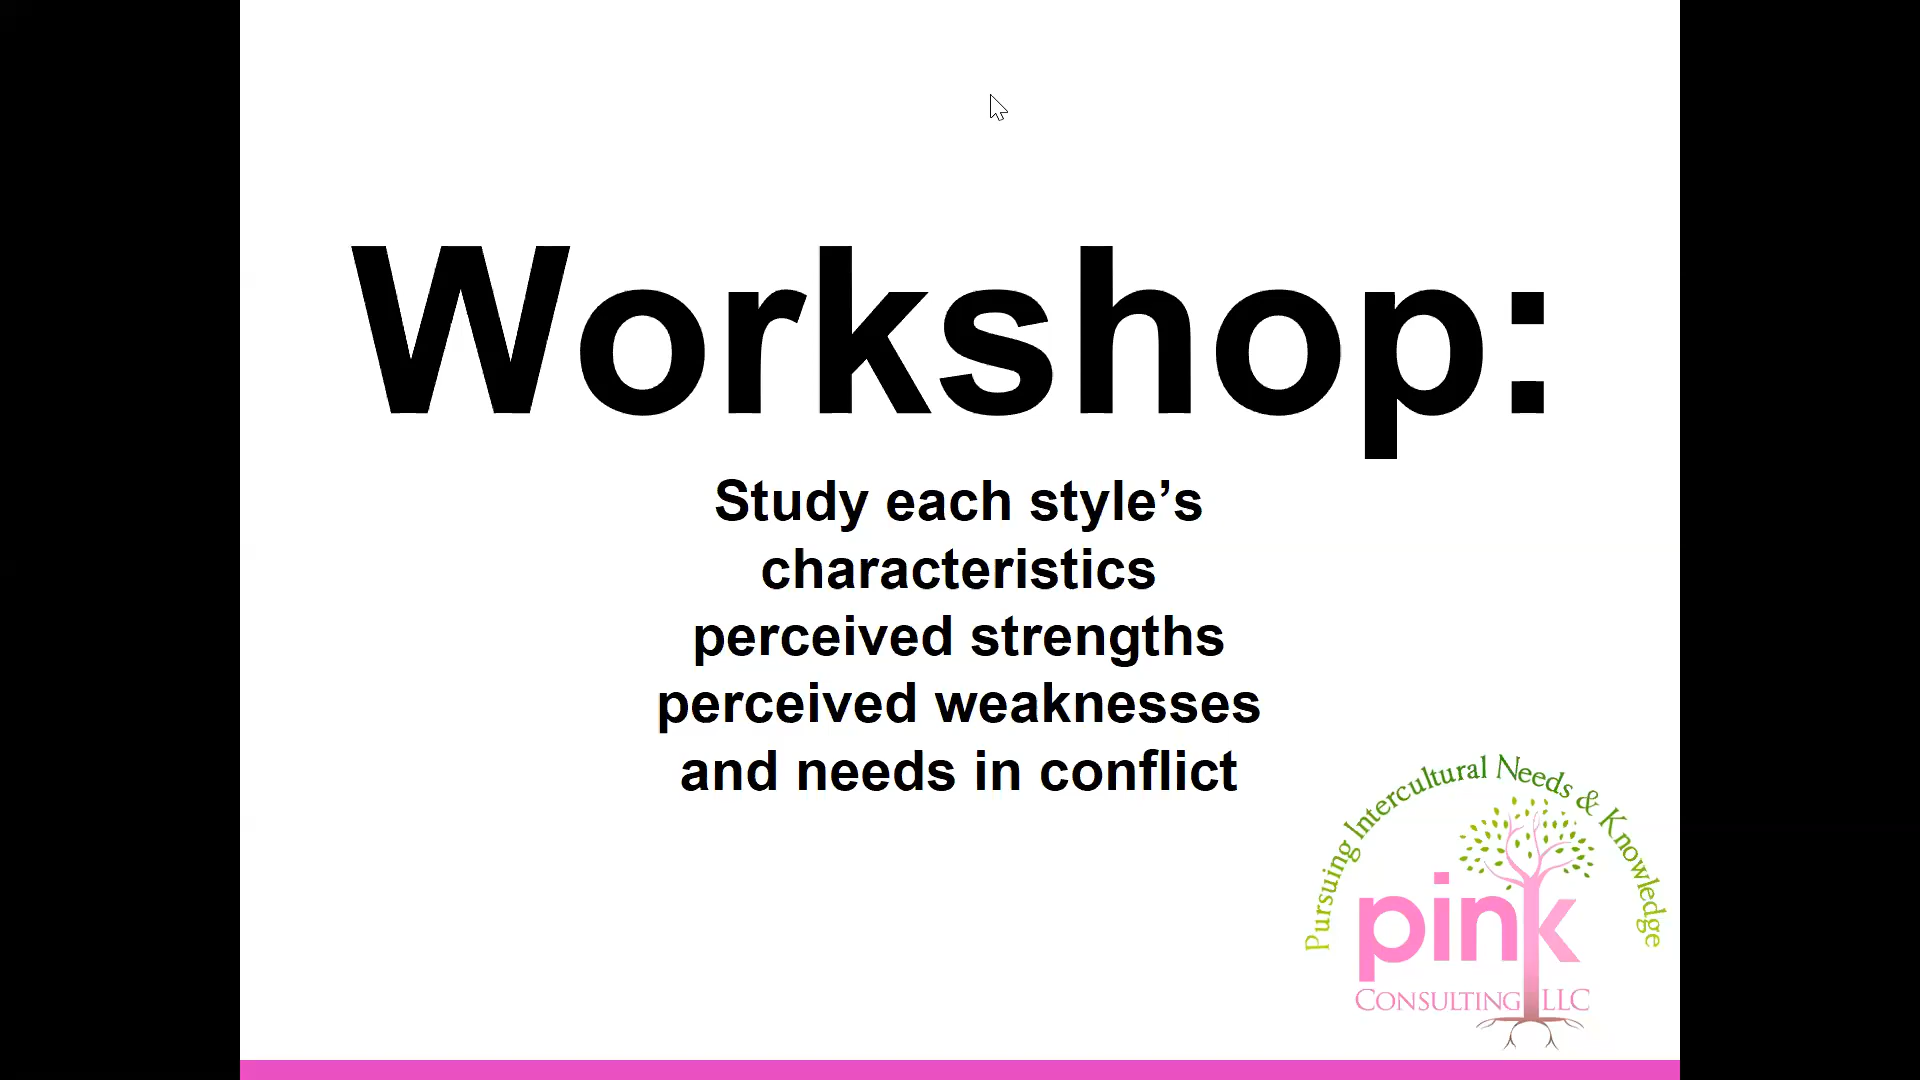 Workshop:
Study each style’s
characteristics
perceived strengths
perceived weaknesses
and needs in conflict
Pursuing Intercultural Needs & Knowledge
pink
CONSULTING LLC